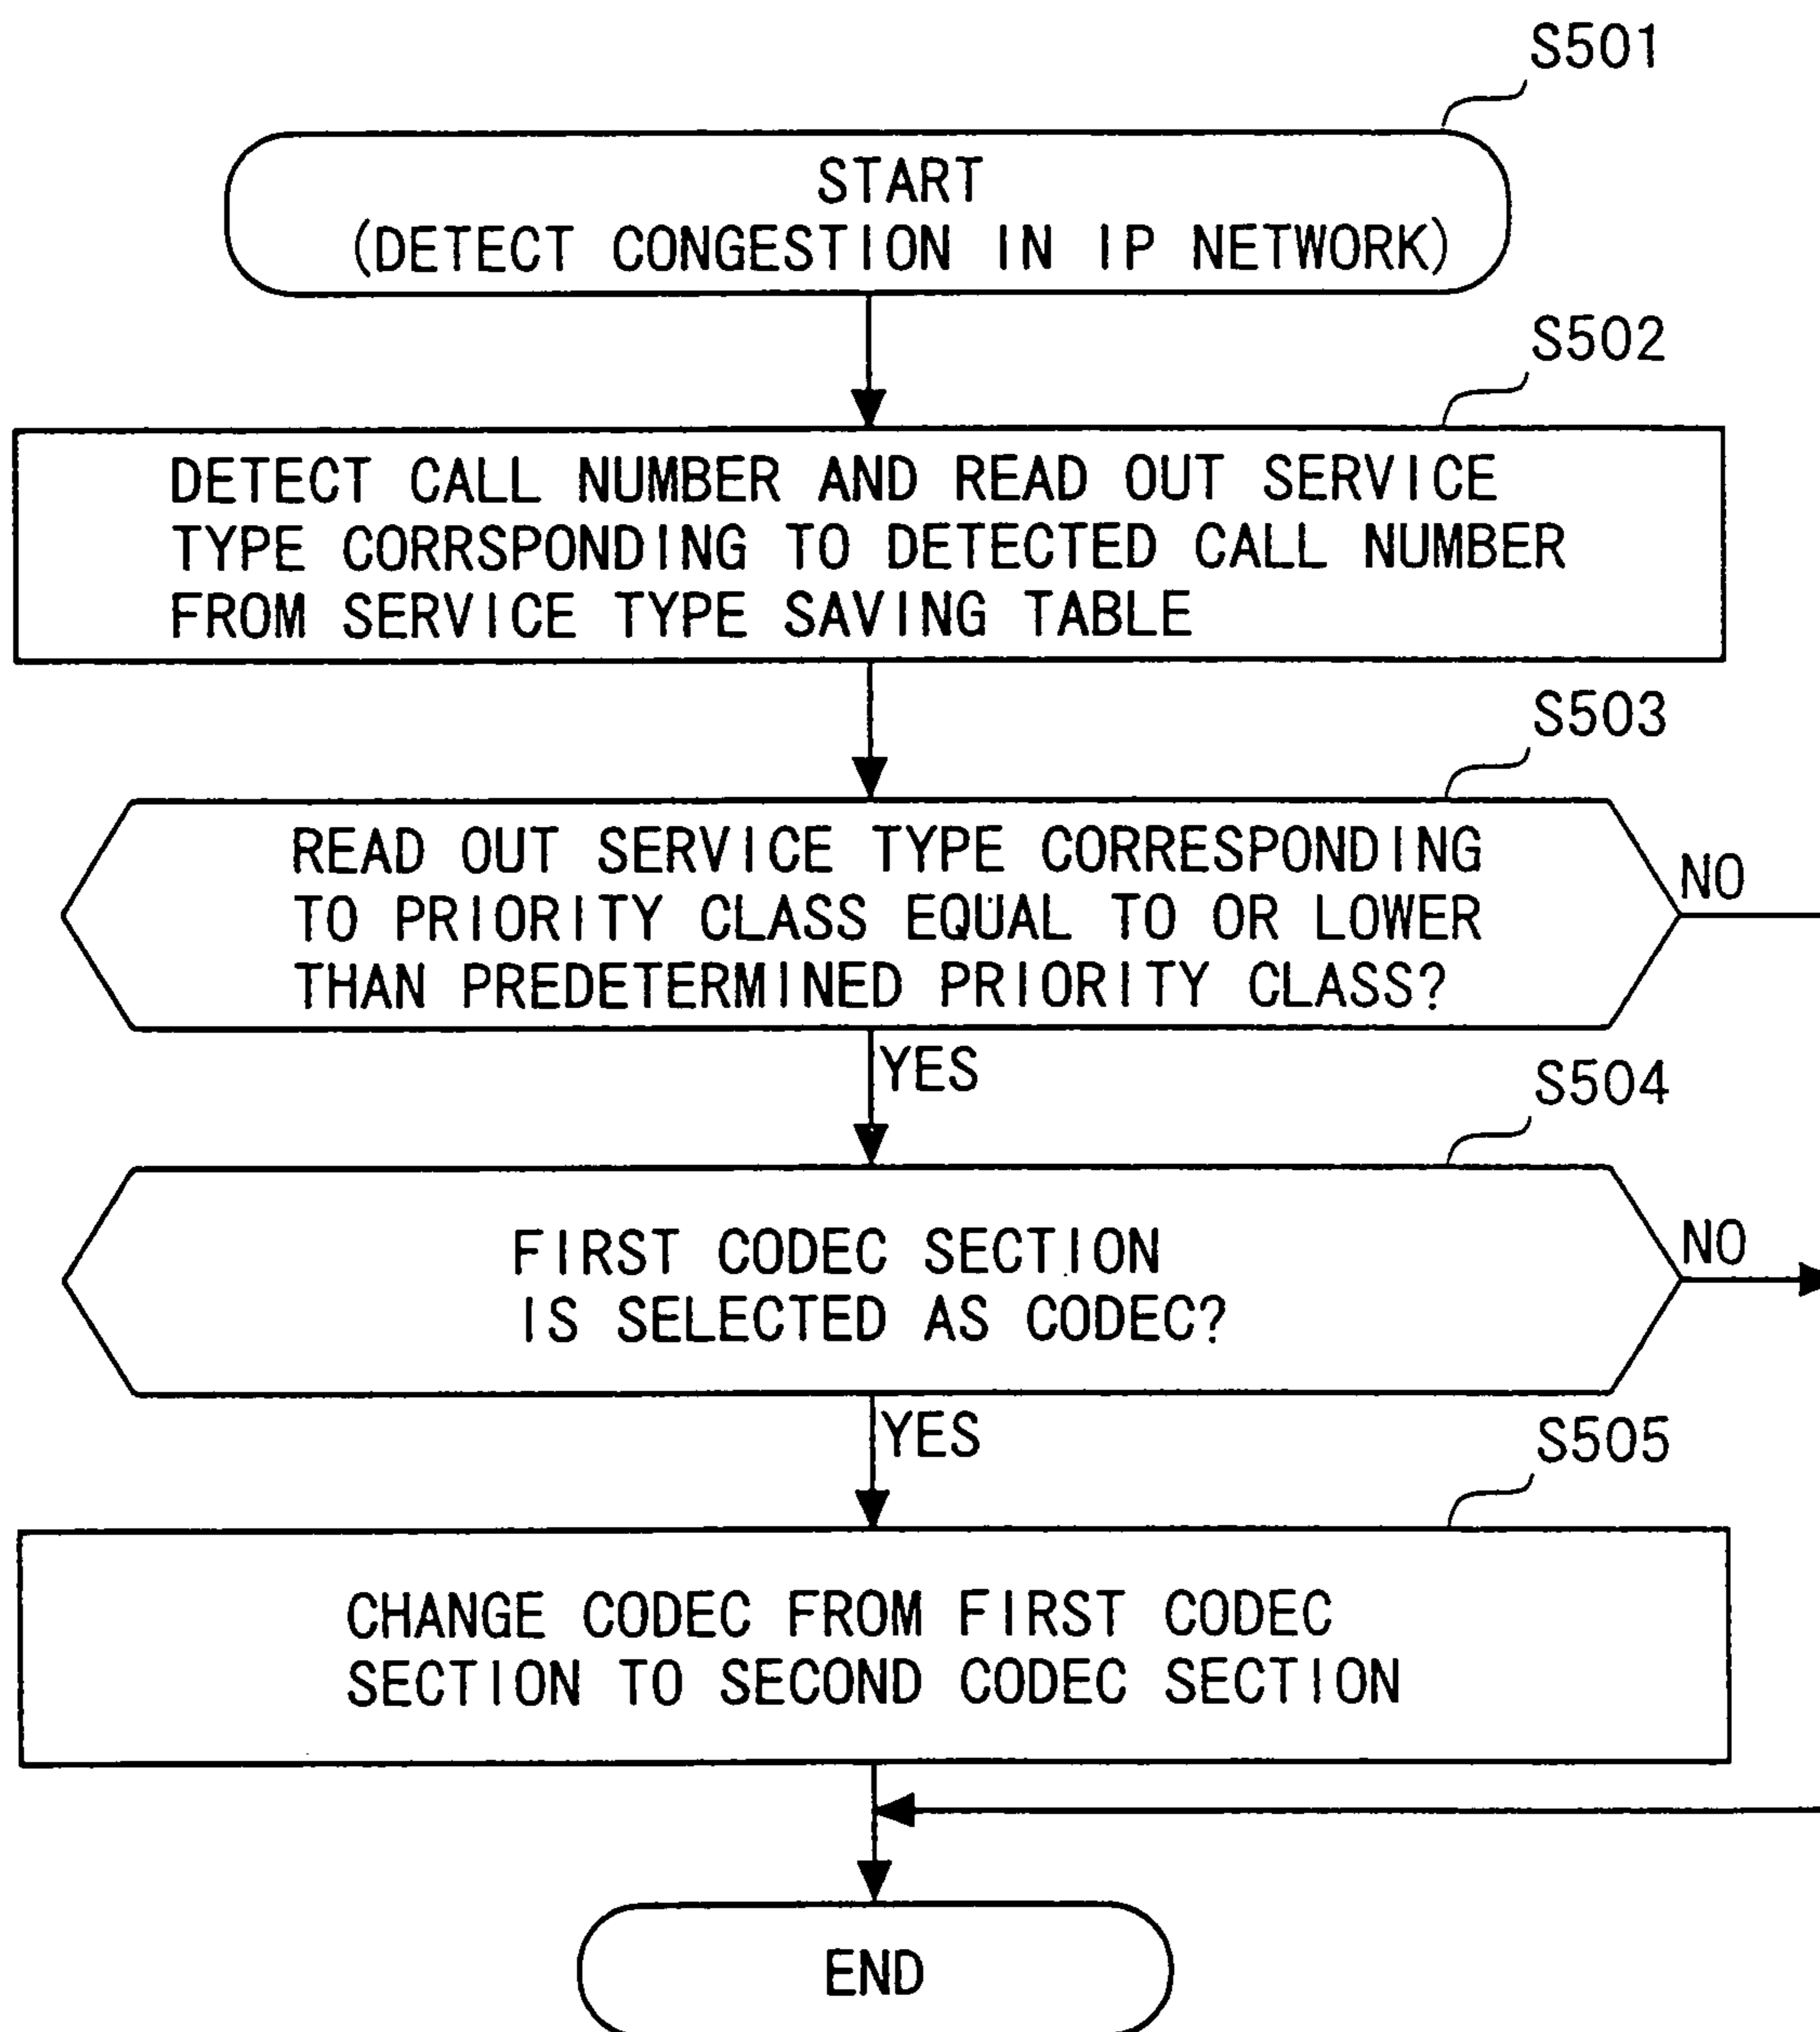 S501
START
(DETECT CONGESTION IN IP NETWORK)
S502
DETECT CALL NUMBER AND READ OUT SERVICE
TYPE CORRSPONDING TO DETECTED CALL NUMBER
FROM SERVICE TYPE SAVING TABLE
S503
READ OUT SERVICE TYPE CORRESPONDING
TO PRIORITY CLASS EQUAL TO OR LOWER
THAN PREDETERMINED PRIORITY CLASS?
NO
YES
S504
FIRST CODEC SECTION
IS SELECTED AS CODEC?
NO
YES
S505
CHANGE CODEC FROM FIRST CODEC
SECTION TO SECOND CODEC SECTION
END